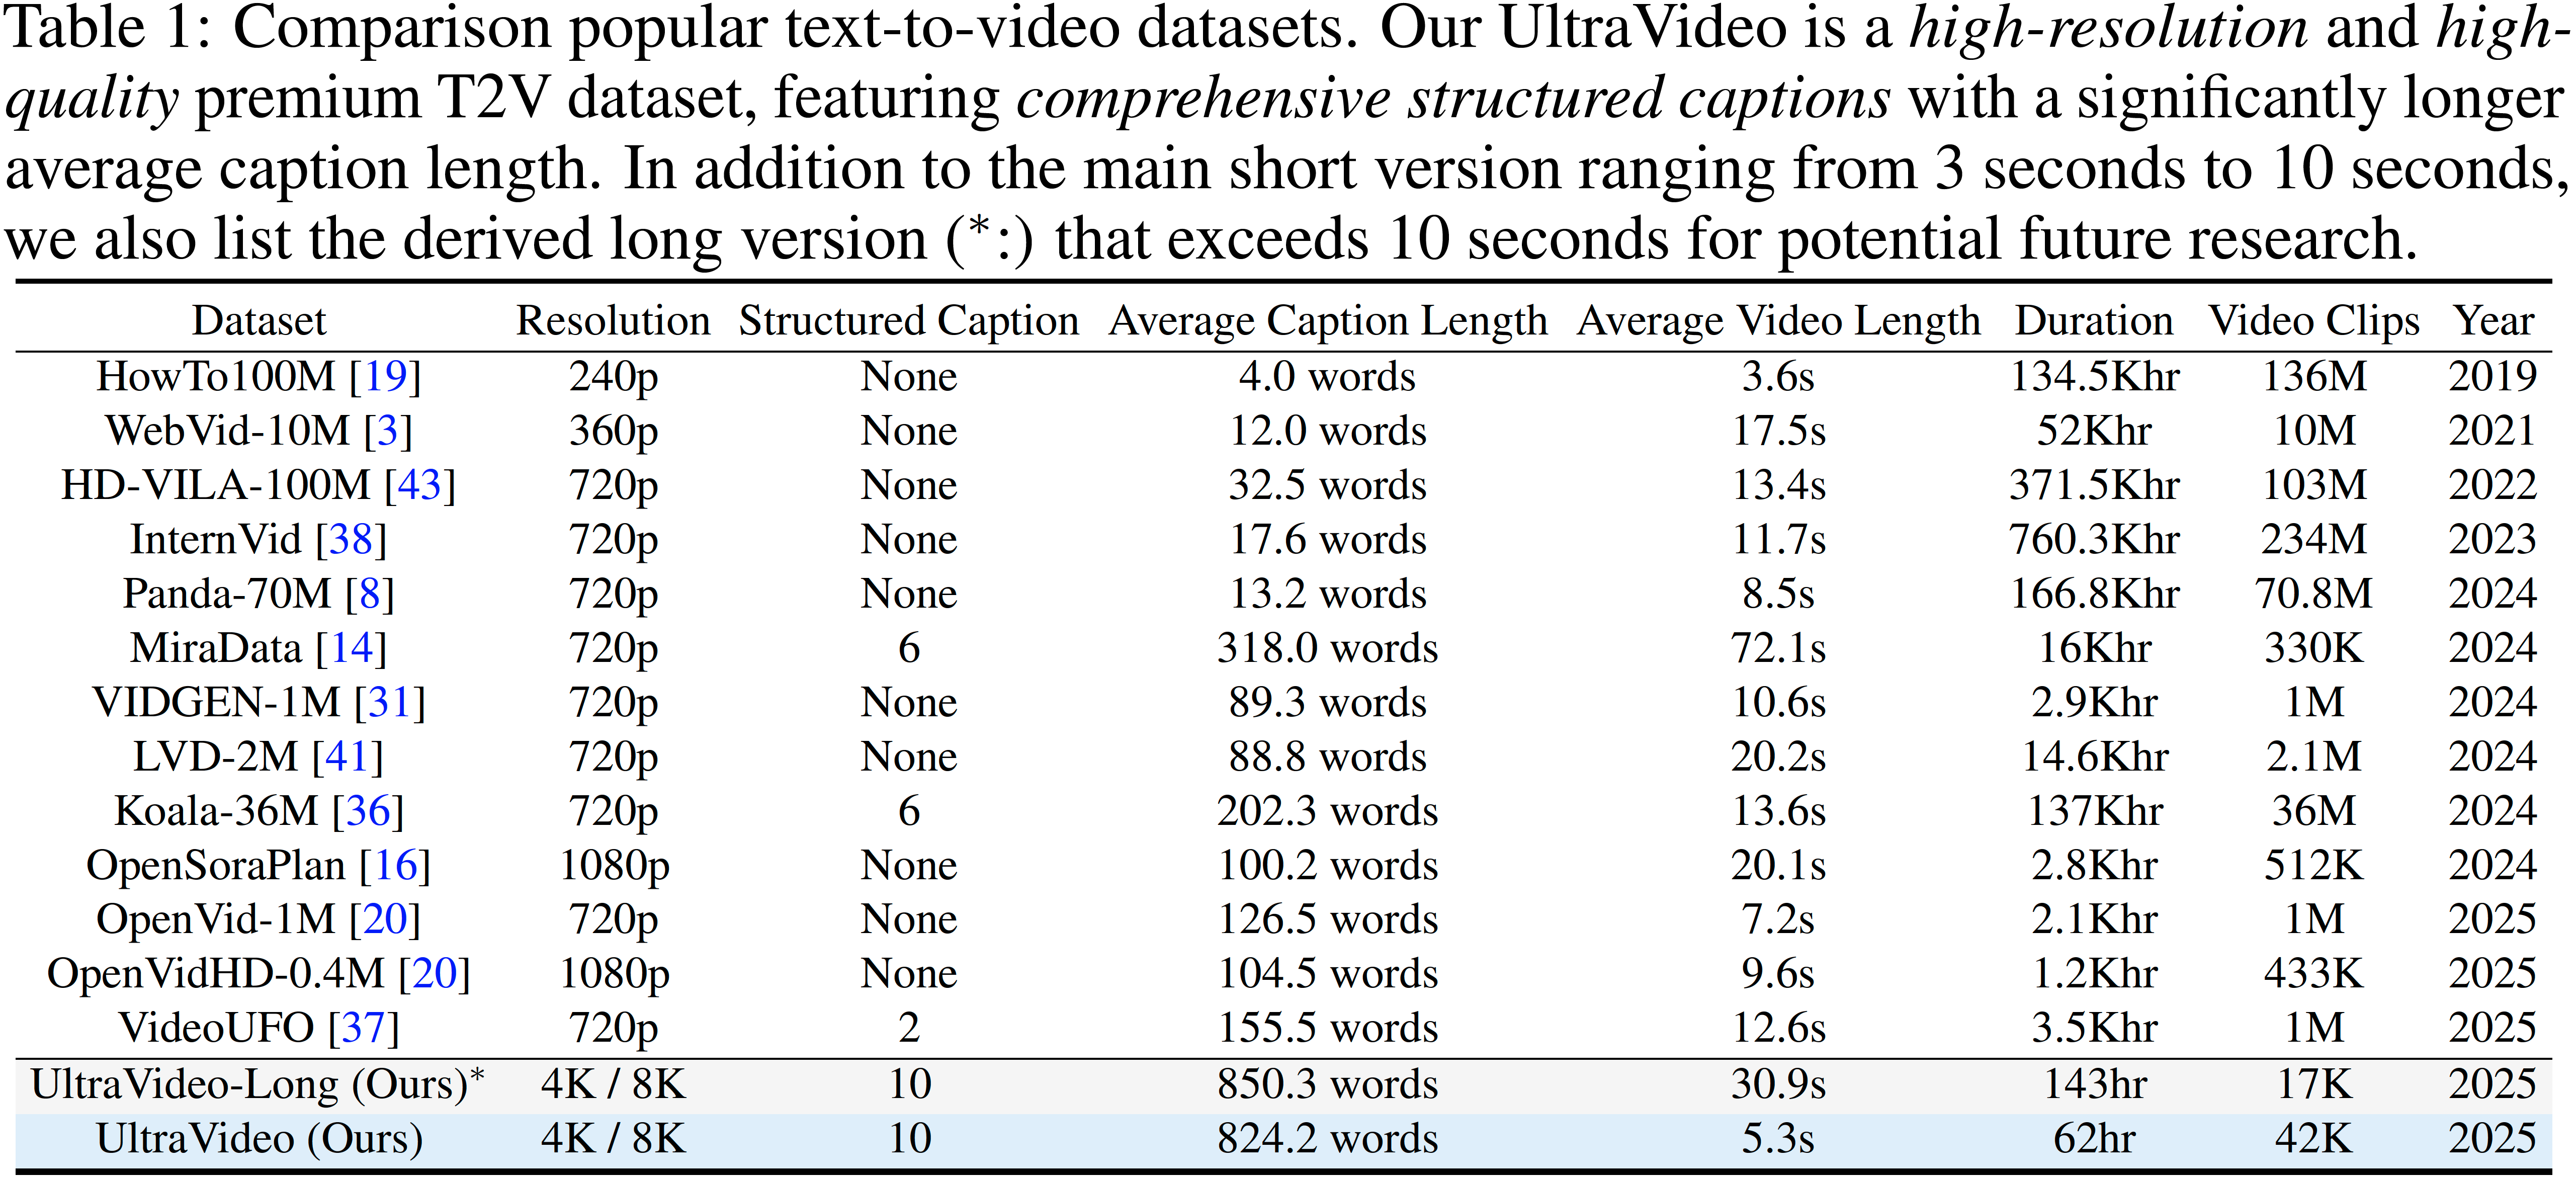 Table 1: Comparison popular text-to-video datasets. Our UltraVideo is a high-resolution and high-
quality premium T2V dataset, featuring comprehensive structured captions with a significantly longer
average caption length. In addition to the main short version ranging from 3 seconds to 10 seconds,
we also list the derived long version (*:) that exceeds 10 seconds for potential future research.
Dataset Resolution Structured Caption Average Caption Length Average Video Length Duration Video Clips Year
HowTo100M [19] 240p None 4.0 words 3.6s 134.5Khr 136M 2019
WebVid-10M [3] 360p None 12.0 words 17.5s 52Khr 10M 2021
HD-VILA-100M [43] 720p None 32.5 words 13.4s 371.5Khr 103M 2022
InternVid [38] 720p None 17.6 words 11.7s 760.3Khr 234M 2023
Panda-70M [8] 720p None 13.2 words 8.5s 166.8Khr 70.8M 2024
MiraData [14] 720p 6 318.0 words 72.1s 16Khr 330K 2024
VIDGEN-1M [31] 720p None 89.3 words 10.6s 2.9Khr 1M 2024
LVD-2M [41] 720p None 88.8 words 20.2s 14.6Khr 2.1M 2024
Koala-36M [36] 720p 6 202.3 words 13.6s 137Khr 36M 2024
OpenSoraPlan [16] 1080p None 100.2 words 20.1s 2.8Khr 512K 2024
OpenVid-1M [20] 720p None 126.5 words 7.2s 2.1Khr 1M 2025
OpenVidHD-0.4M [20] 1080p None 104.5 words 9.6s 1.2Khr 433K 2025
VideoUFO [37] 720p 2 155.5 words 12.6s 3.5Khr 1M 2025
UltraVideo-Long (Ours)* 4K / 8K 10 850.3 words 30.9s 143hr 17K 2025
UltraVideo (Ours) 4K / 8K 10 824.2 words 5.3s 62hr 42K 2025